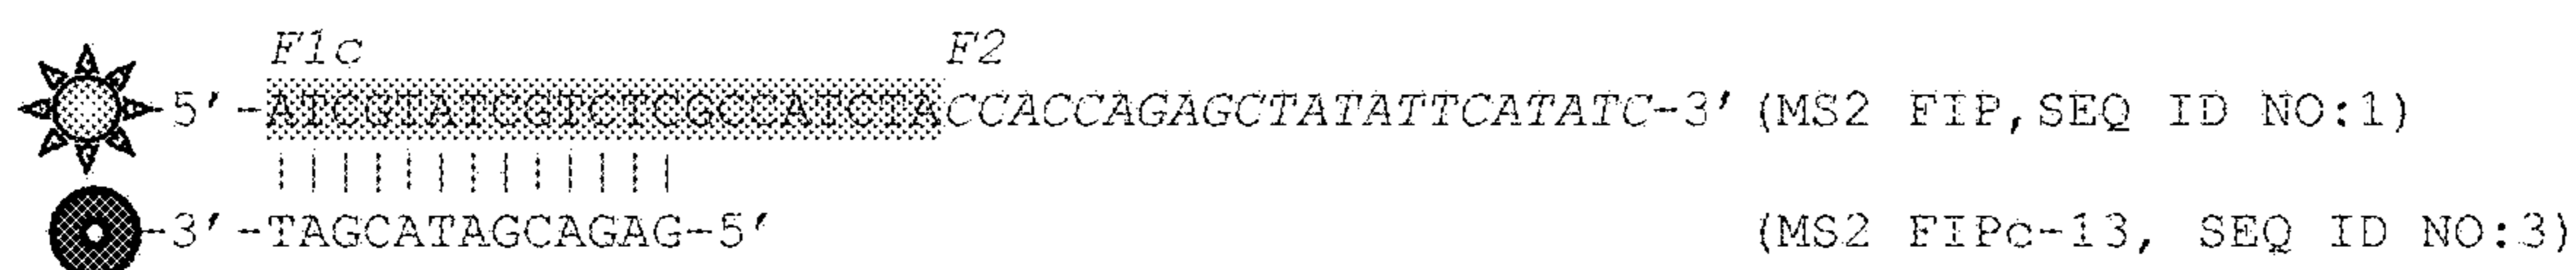 F1c F2
5'-ATCGTATCGTCTCGCCATCTACCACCAGAGCTATATTCATATC-3' (MS2 FIP,SEQ ID NO:1)
3'-TAGCATAGCAGAG-5' (MS2 FIPc-13, SEQ ID NO:3)